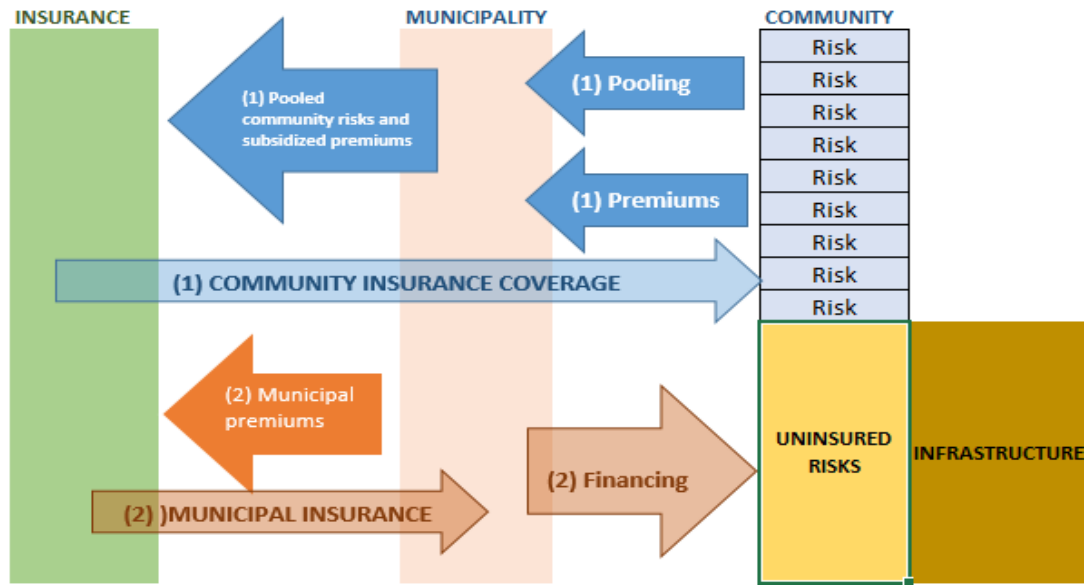 INSURANCE
MUNICIPALITY
COMMUNITY
Risk
Risk
Risk
Risk
Risk
Risk
Risk
Risk
Risk
(1) Pooling
(1) Pooled
community risks and
subsidized premiums
(1) Premiums
(1) COMMUNITY INSURANCE COVERAGE
(2) Municipal
premiums
(2) Financing
UNINSURED
RISKS
INFRASTRUCTURE
(2) )MUNICIPAL INSURANCE